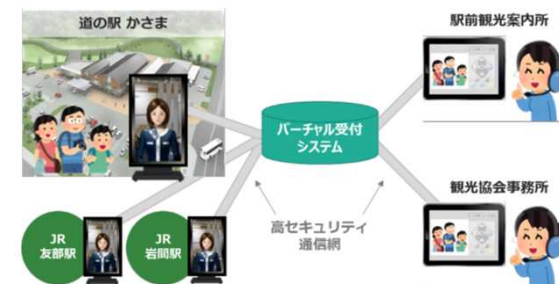 道の駅 かさま
駅前観光案内所
バーチャル受付
システム
観光協会事務所
JR
友部駅
JR
岩間駅
高セキュリティ
通信網